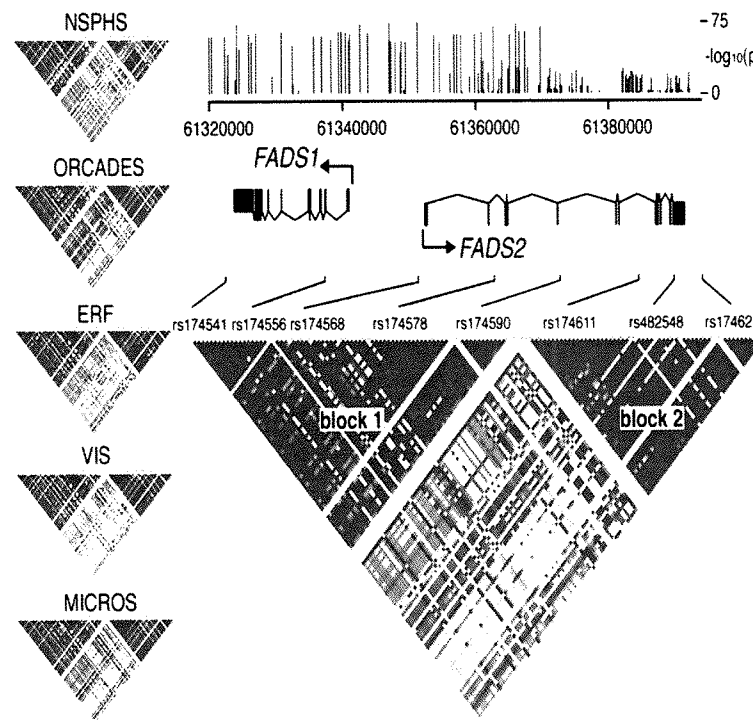 NSPHS
75
-log10(p
0
61320000 61340000 61360000 61380000
ORCADES
FADS1
FADS2
ERF
rs174541 rs174556 rs174568 rs174578 rs174590 rs174611 rs482548 rs17462
block 1
block 2
VIS
MICROS